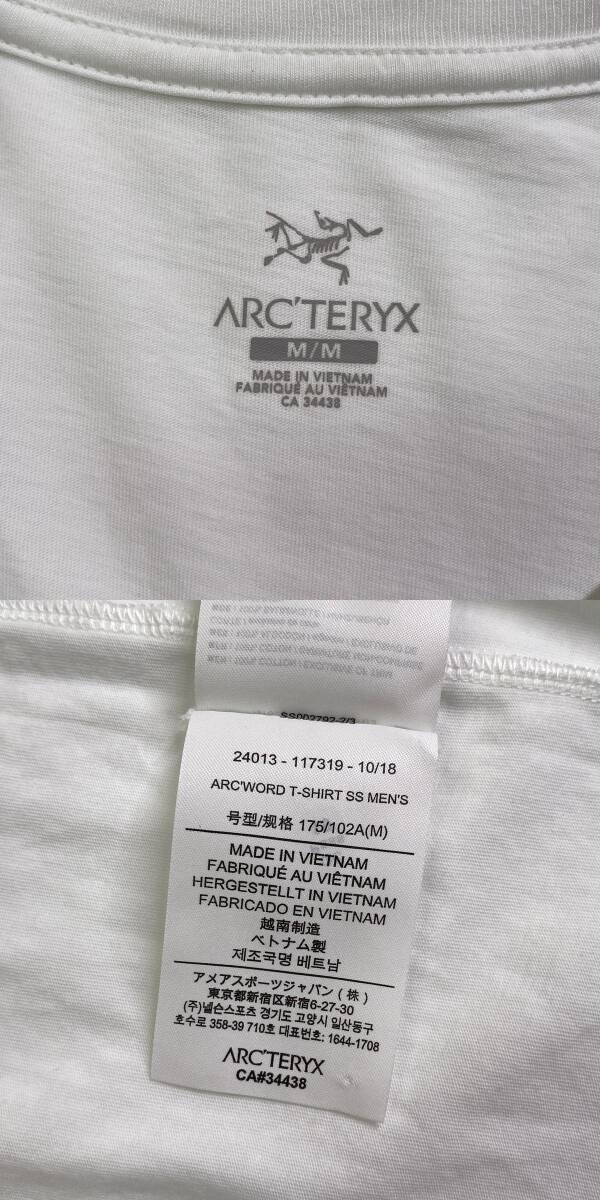 ARC'TERYX
M/M
MADE IN VIETNAM
FABRIQUÉ AU VIÊTNAM
CA 34438
SS002792-2/3
24013 - 117319 - 10/18
ARC'WORD T-SHIRT SS MEN'S
号型/规格 175/102A(M)
MADE IN VIETNAM
FABRIQUÉ AU VIÊTNAM
HERGESTELLT IN VIETNAM
FABRICADO EN VIETNAM
越南制造
ベトナム製
제조국명 베트남
アメアスポーツジャパン(株)
東京都新宿区新宿6-27-30
(주)넬슨스포츠 경기도 고양시 일산동구
호수로 358-39 710호 대표번호: 1644-1708
ARC'TERYX
CA#34438